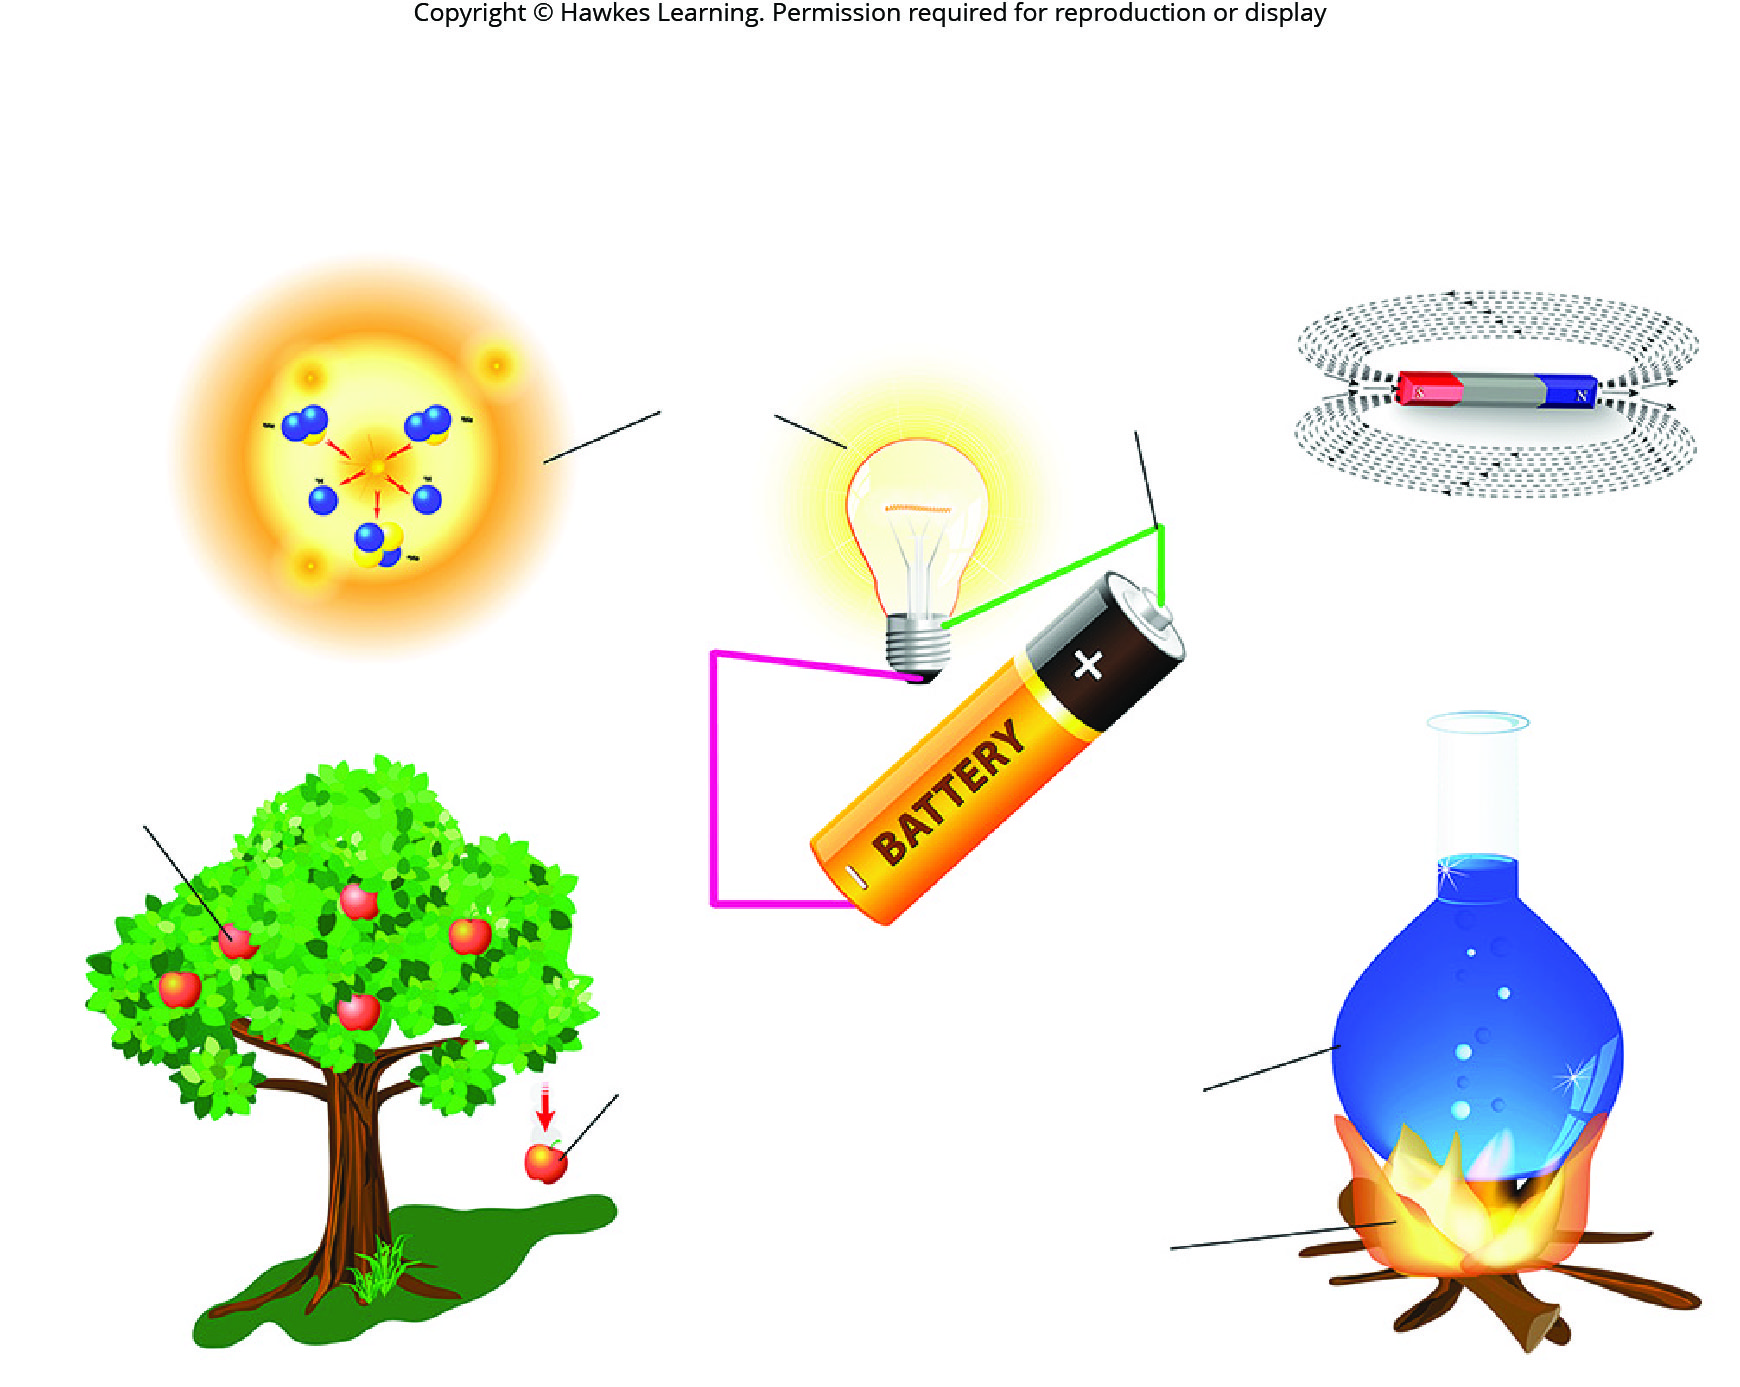 Copyright © Hawkes Learning. Permission required for reproduction or display
S
N
+
BATTERY